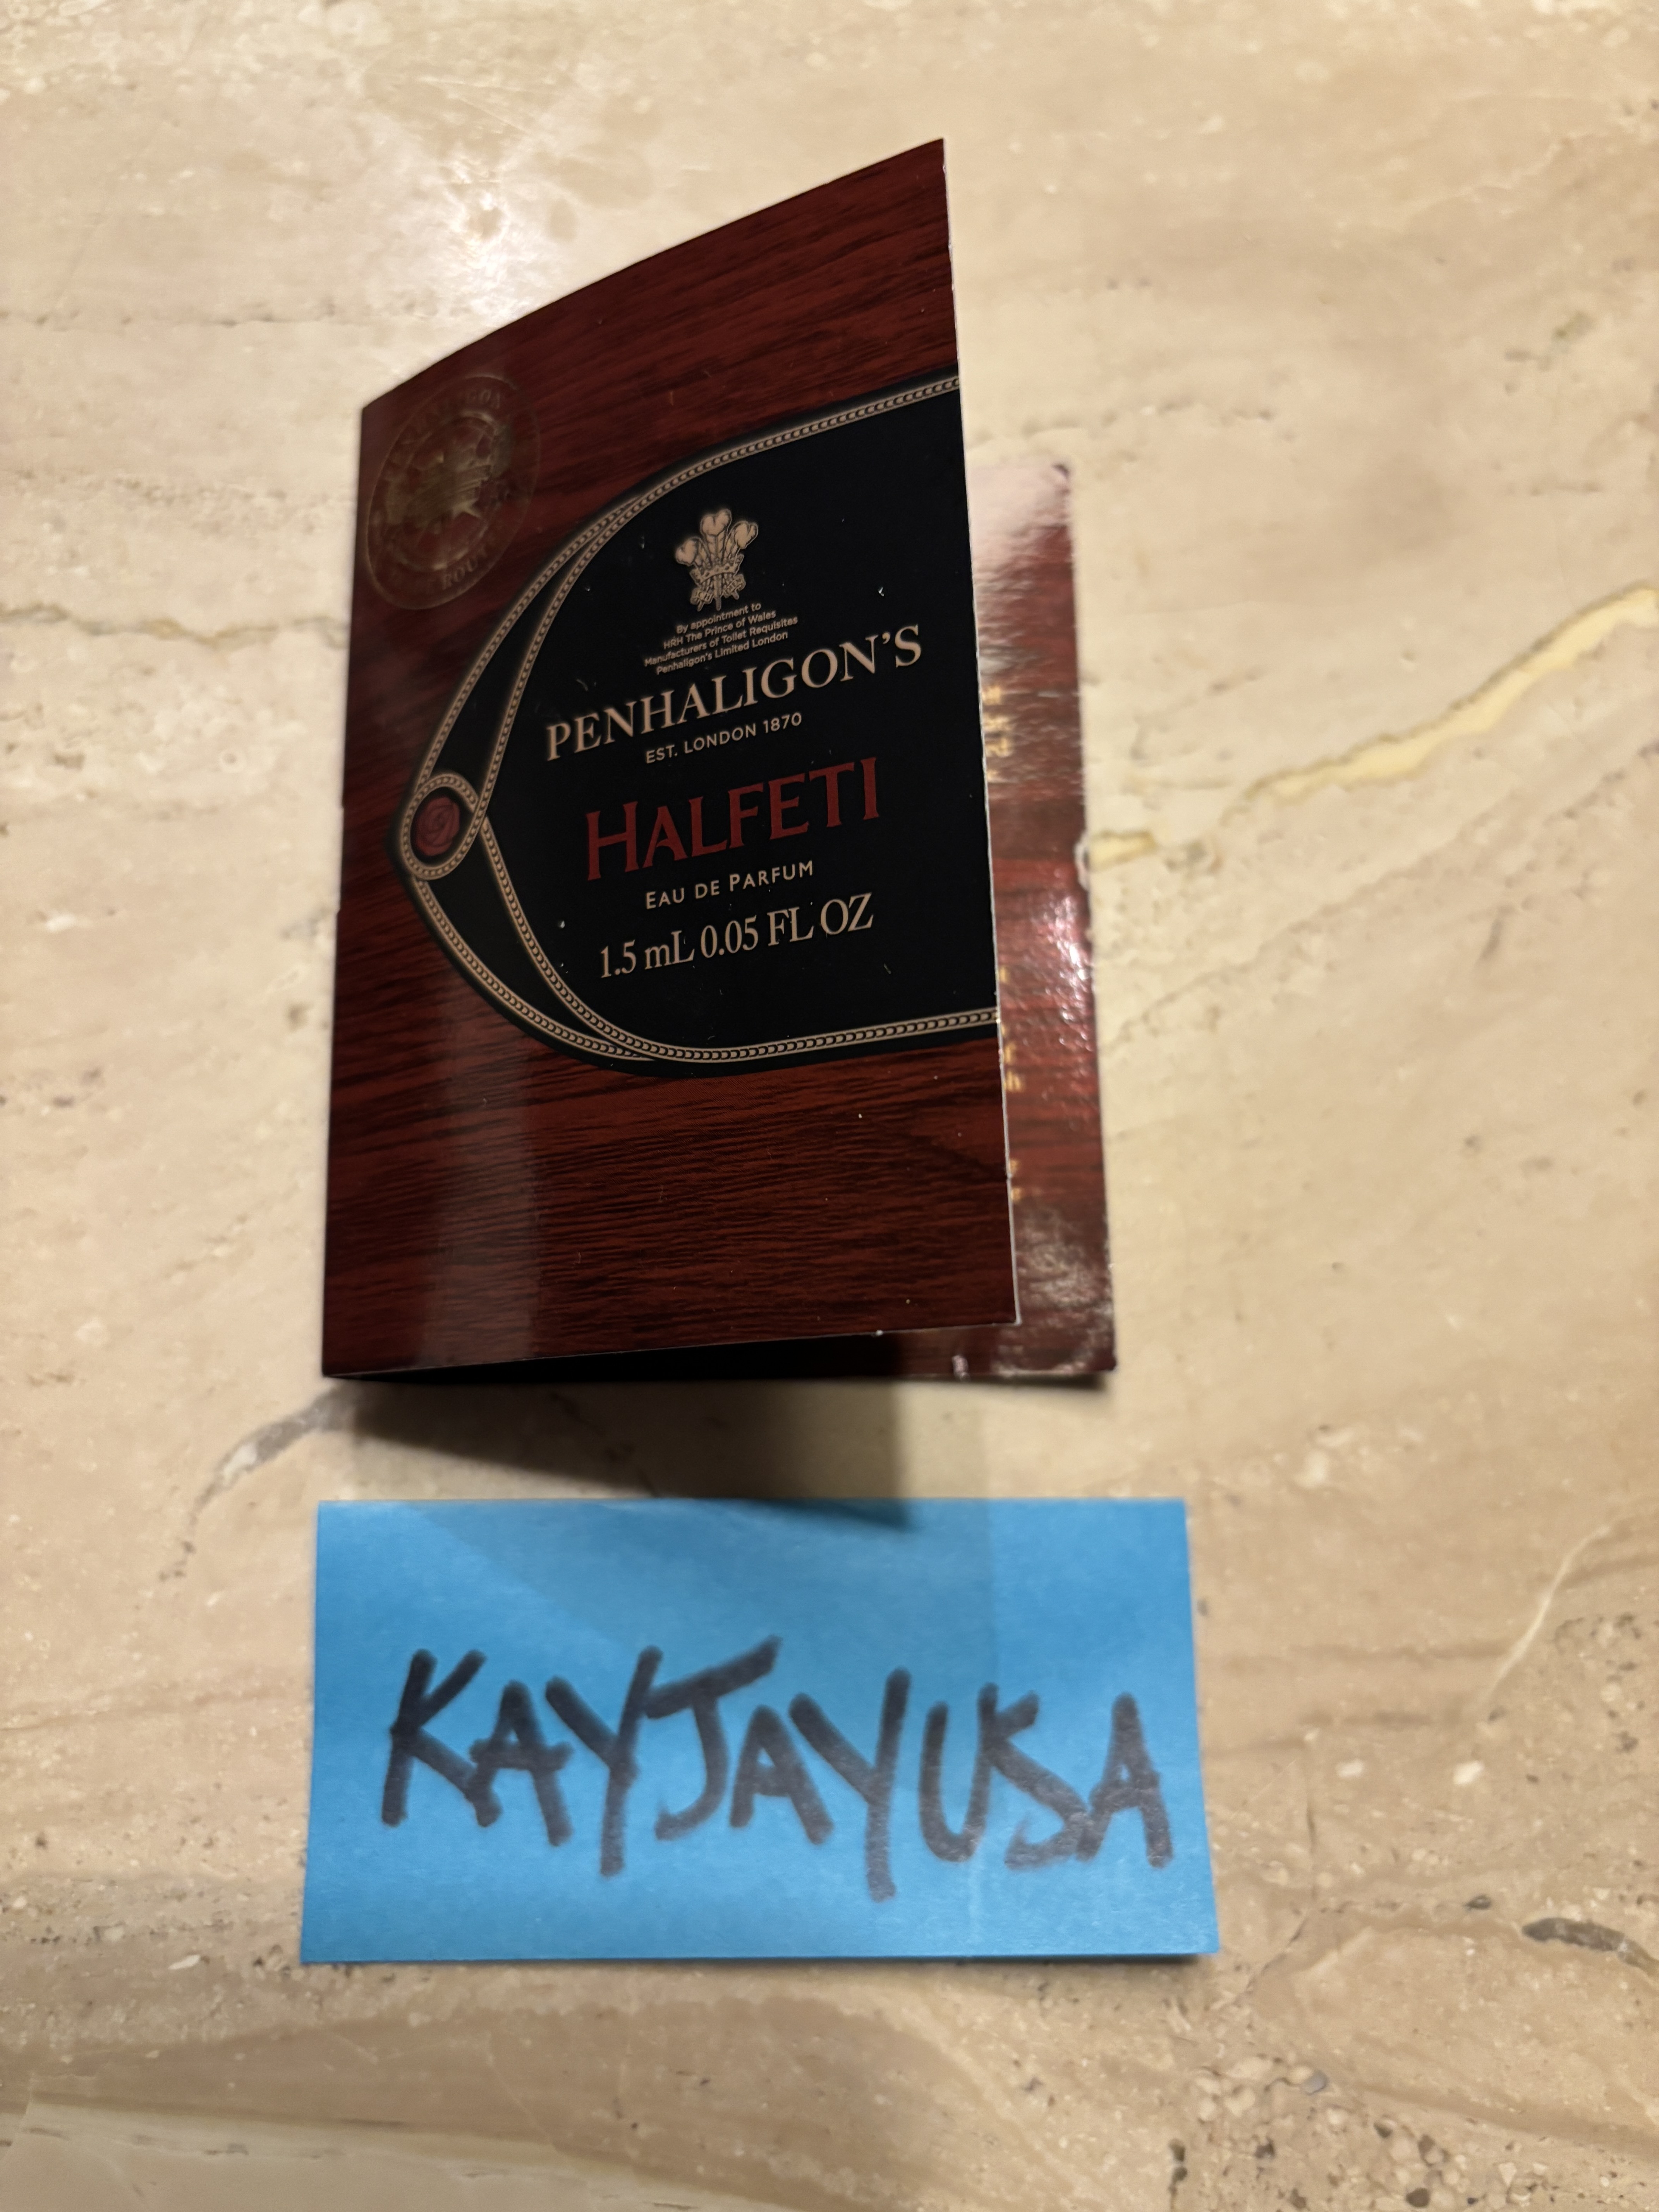 By appointment to
HRH The Prince of Wales
Manufacturers of Toilet Requisites
Penhaligon's Limited London
PENHALIGON'S
EST. LONDON 1870
HALFETI
EAU DE PARFUM
1.5 mL 0.05 FL OZ
KAYJAYUSA